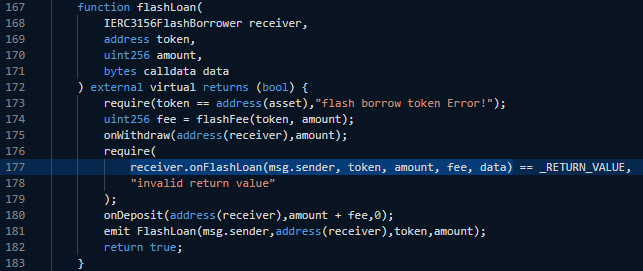 167 function flashLoan(
168 IERC3156FlashBorrower receiver,
169 address token,
170 uint256 amount,
171 bytes calldata data
172 ) external virtual returns (bool) {
173 require(token == address(asset),"flash borrow token Error!");
174 uint256 fee = flashFee(token, amount);
175 onWithdraw(address(receiver),amount);
176 require(
177 receiver.onFlashLoan(msg.sender, token, amount, fee, data) == _RETURN_VALUE,
178 "invalid return value"
179 );
180 onDeposit(address(receiver),amount + fee,0);
181 emit FlashLoan(msg.sender,address(receiver),token,amount);
182 return true;
183 }